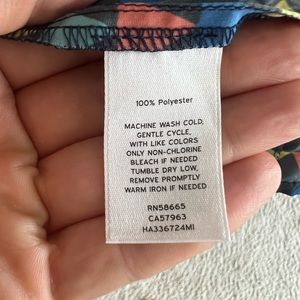 100% Polyester
MACHINE WASH COLD,
GENTLE CYCLE,
WITH LIKE COLORS
ONLY NON-CHLORINE
BLEACH IF NEEDED
TUMBLE DRY LOW,
REMOVE PROMPTLY
WARM IRON IF NEEDED
RN58665
CA57963
HA336724MI